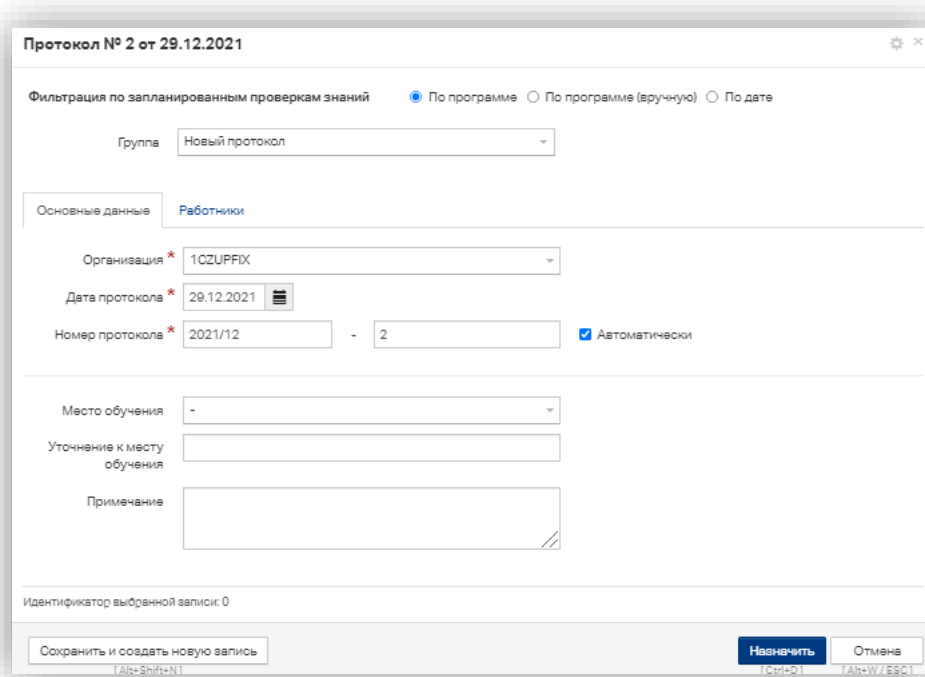 Протокол № 2 от 29.12.2021
Фильтрация по запланированным проверкам знаний По программе По программе (вручную) По дате
Группа Новый протокол
Основные данные Работники
Организация * 1CZUPFIX
Дата протокола * 29.12.2021
Номер протокола * 2021/12 - 2 Автоматически
Место обучения -
Уточнение к месту
обучения
Примечание
Идентификатор выбранной записи: 0
Сохранить и создать новую запись Назначить Отмена
[Alt+Shift+N] [Ctrl+D] [Alt+W / ESC]